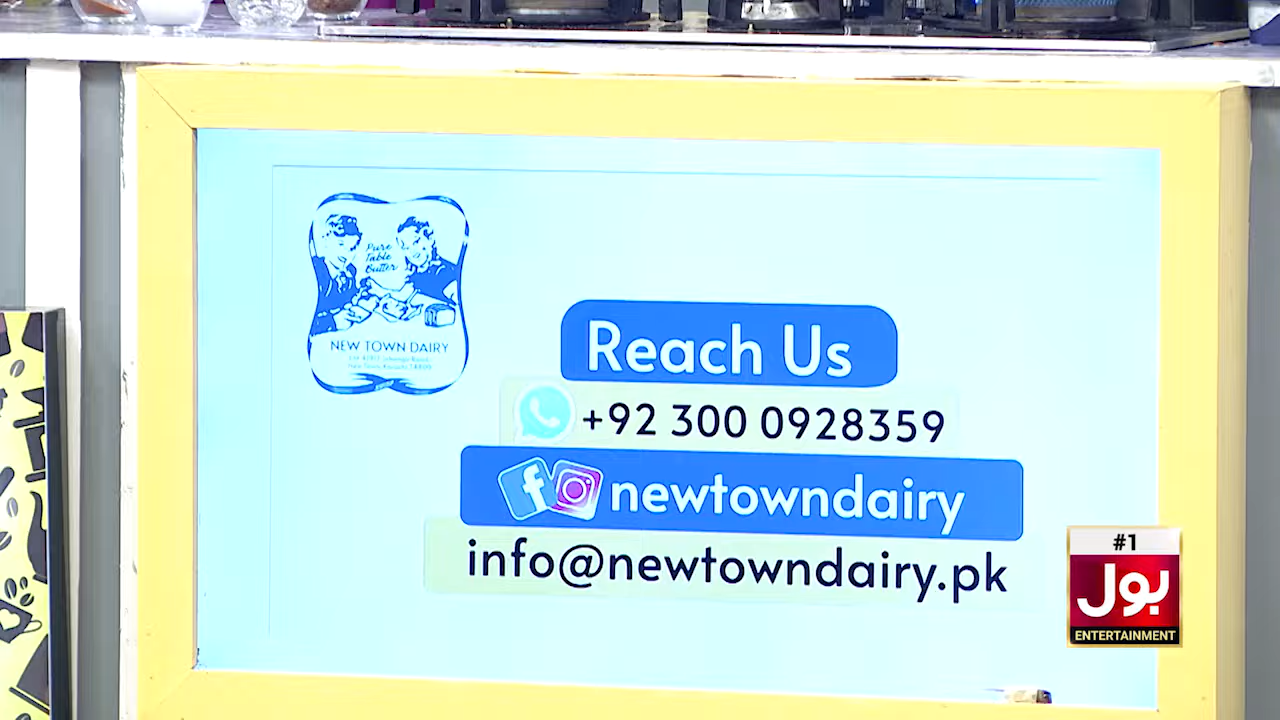 Pure
Table
Butter
NEW TOWN DAIRY
Reach Us
+92 300 0928359
newtowndairy
info@newtowndairy.pk
#1
بول
ENTERTAINMENT